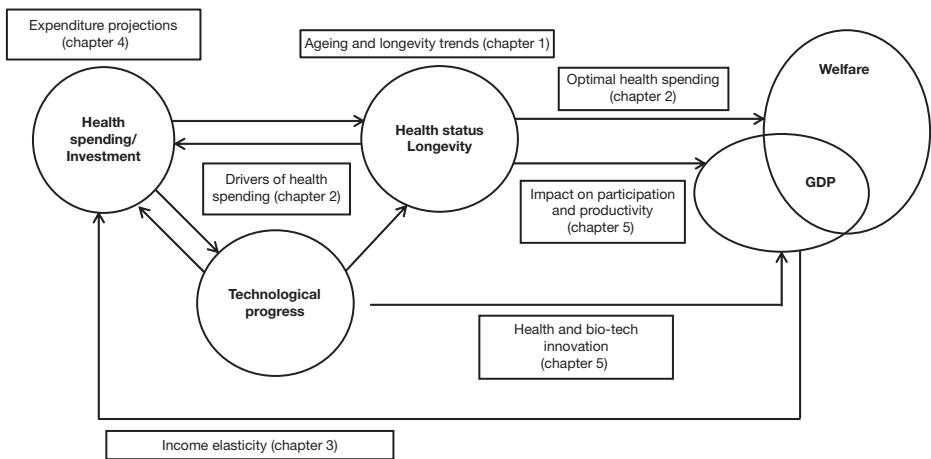 Expenditure projections
(chapter 4)
Ageing and longevity trends (chapter 1)
Optimal health spending
(chapter 2)
Welfare
Health
spending/
Investment
Health status
Longevity
Drivers of health
spending (chapter 2)
Impact on participation
and productivity
(chapter 5)
GDP
Technological
progress
Health and bio-tech
innovation
(chapter 5)
Income elasticity (chapter 3)